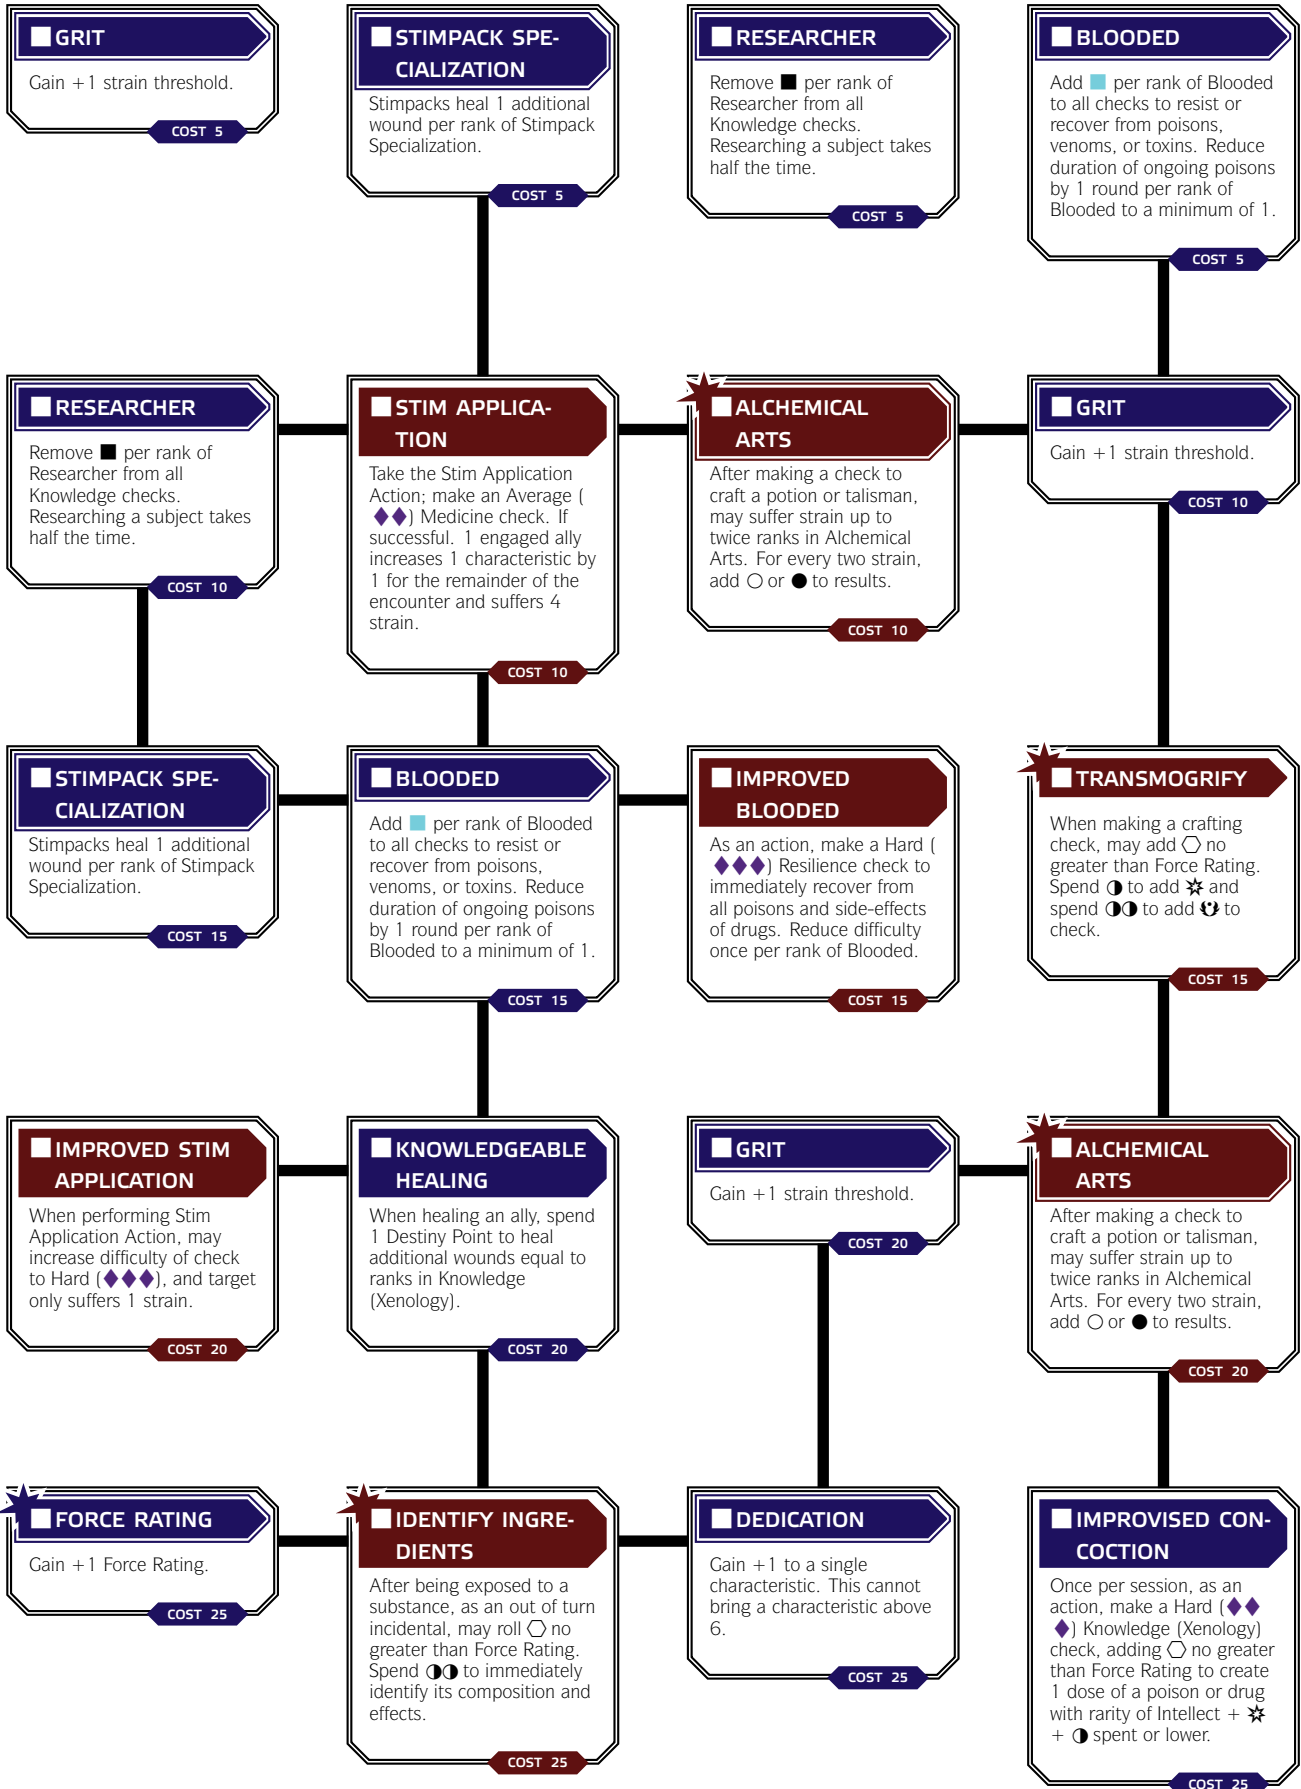 GRIT
Gain +1 strain threshold.
COST 5
STIMPACK SPE-
CIALIZATION
Stimpacks heal 1 additional
wound per rank of Stimpack
Specialization.
COST 5
RESEARCHER
Remove ■ per rank of
Researcher from all
Knowledge checks.
Researching a subject takes
half the time.
COST 5
BLOODED
Add ■ per rank of Blooded
to all checks to resist or
recover from poisons,
venoms, or toxins. Reduce
duration of ongoing poisons
by 1 round per rank of
Blooded to a minimum of 1.
COST 5
RESEARCHER
Remove ■ per rank of
Researcher from all
Knowledge checks.
Researching a subject takes
half the time.
COST 10
STIM APPLICA-
TION
Take the Stim Application
Action; make an Average (
◆◆) Medicine check. If
successful. 1 engaged ally
increases 1 characteristic by
1 for the remainder of the
encounter and suffers 4
strain.
COST 10
ALCHEMICAL
ARTS
After making a check to
craft a potion or talisman,
may suffer strain up to
twice ranks in Alchemical
Arts. For every two strain,
add ○ or ● to results.
COST 10
GRIT
Gain +1 strain threshold.
COST 10
STIMPACK SPE-
CIALIZATION
Stimpacks heal 1 additional
wound per rank of Stimpack
Specialization.
COST 15
BLOODED
Add ■ per rank of Blooded
to all checks to resist or
recover from poisons,
venoms, or toxins. Reduce
duration of ongoing poisons
by 1 round per rank of
Blooded to a minimum of 1.
COST 15
IMPROVED
BLOODED
As an action, make a Hard (
◆◆◆) Resilience check to
immediately recover from
all poisons and side-effects
of drugs. Reduce difficulty
once per rank of Blooded.
COST 15
TRANSMOGRIFY
When making a crafting
check, may add ⬡ no
greater than Force Rating.
Spend ◑ to add and
spend ◑◑ to add to
check.
COST 15
IMPROVED STIM
APPLICATION
When performing Stim
Application Action, may
increase difficulty of check
to Hard (◆◆◆), and target
only suffers 1 strain.
COST 20
KNOWLEDGEABLE
HEALING
When healing an ally, spend
1 Destiny Point to heal
additional wounds equal to
ranks in Knowledge
(Xenology).
COST 20
GRIT
Gain +1 strain threshold.
COST 20
ALCHEMICAL
ARTS
After making a check to
craft a potion or talisman,
may suffer strain up to
twice ranks in Alchemical
Arts. For every two strain,
add ○ or ● to results.
COST 20
FORCE RATING
Gain +1 Force Rating.
COST 25
IDENTIFY INGRE-
DIENTS
After being exposed to a
substance, as an out of turn
incidental, may roll ⬡ no
greater than Force Rating.
Spend ◑◑ to immediately
identify its composition and
effects.
COST 25
DEDICATION
Gain +1 to a single
characteristic. This cannot
bring a characteristic above
6.
COST 25
IMPROVISED CON-
COCTION
Once per session, as an
action, make a Hard (◆◆
◆) Knowledge (Xenology)
check, adding ⬡ no greater
than Force Rating to create
1 dose of a poison or drug
with rarity of Intellect +
+ ◑ spent or lower.
COST 25